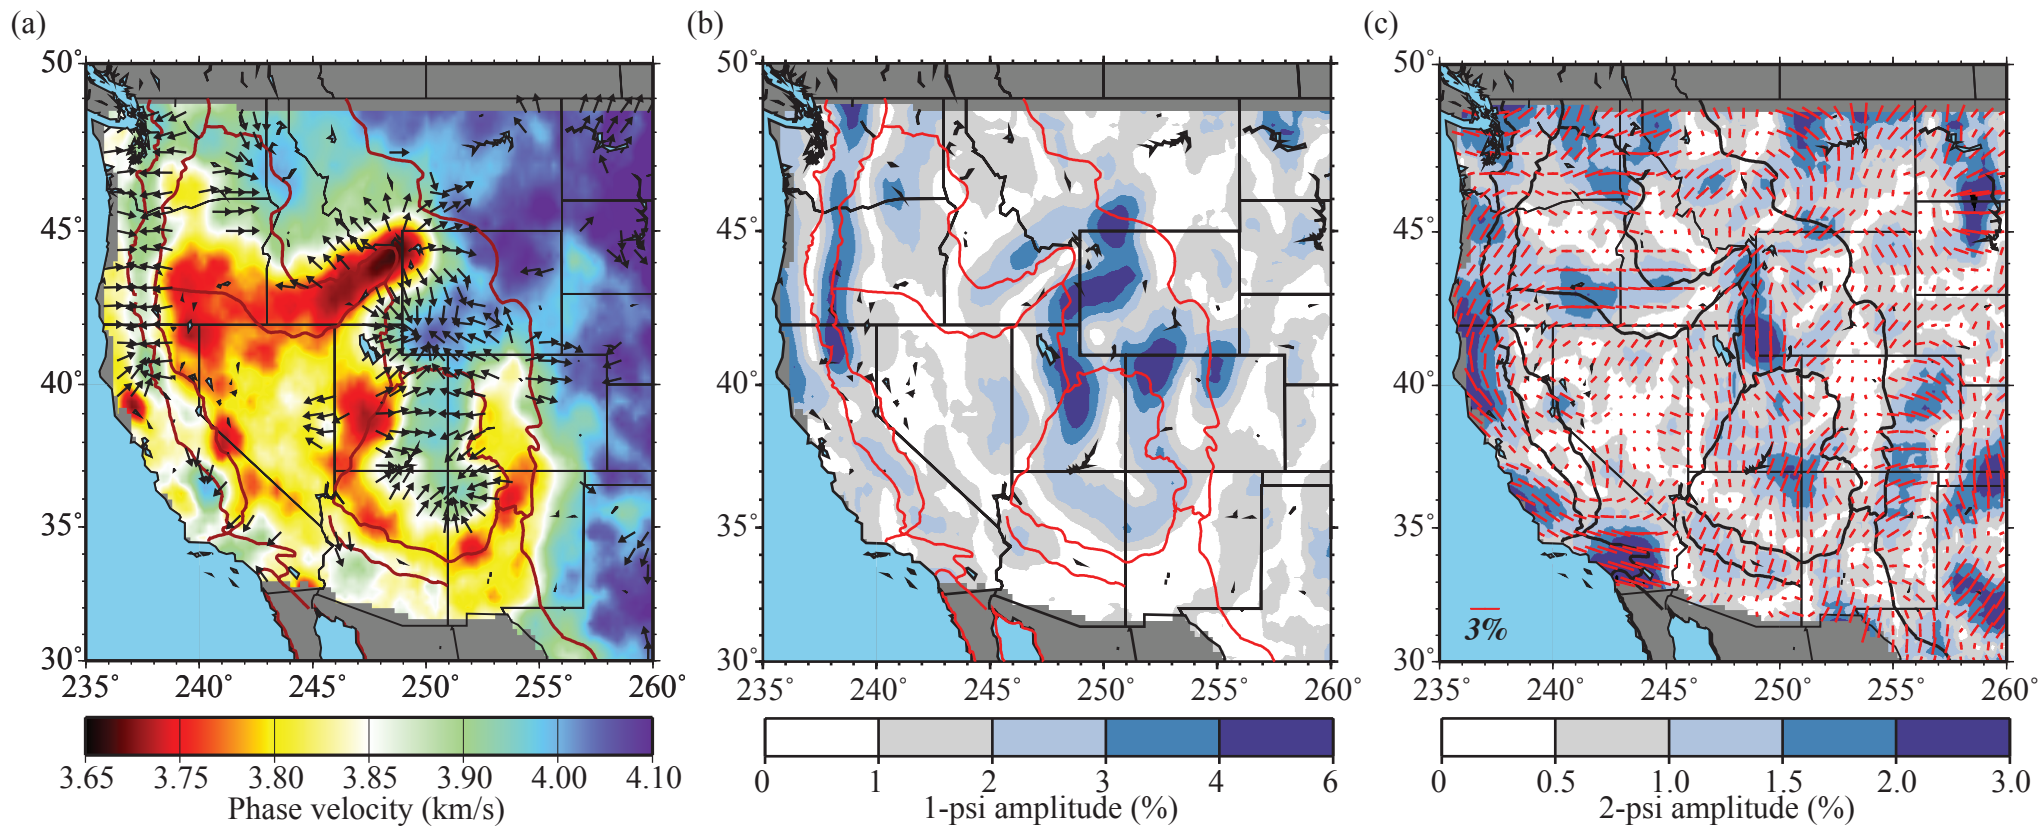 (a) (b) (c)
50° 50° 50°
45° 45° 45°
40° 40° 40°
35° 35° 35°
3%
30° 30° 30°
235° 240° 245° 250° 255° 260° 235° 240° 245° 250° 255° 260° 235° 240° 245° 250° 255° 260°
3.65 3.75 3.80 3.85 3.90 4.00 4.10 0 1 2 3 4 6 0 0.5 1.0 1.5 2.0 3.0
Phase velocity (km/s) 1-psi amplitude (%) 2-psi amplitude (%)